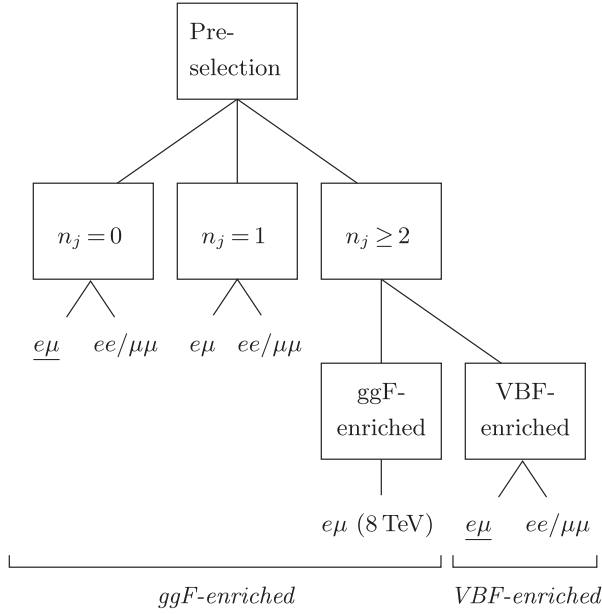 Pre-
selection
n_j = 0
n_j = 1
n_j ≥ 2
eμ ee/μμ eμ ee/μμ
ggF-
enriched
VBF-
enriched
eμ (8 TeV) eμ ee/μμ
ggF-enriched VBF-enriched